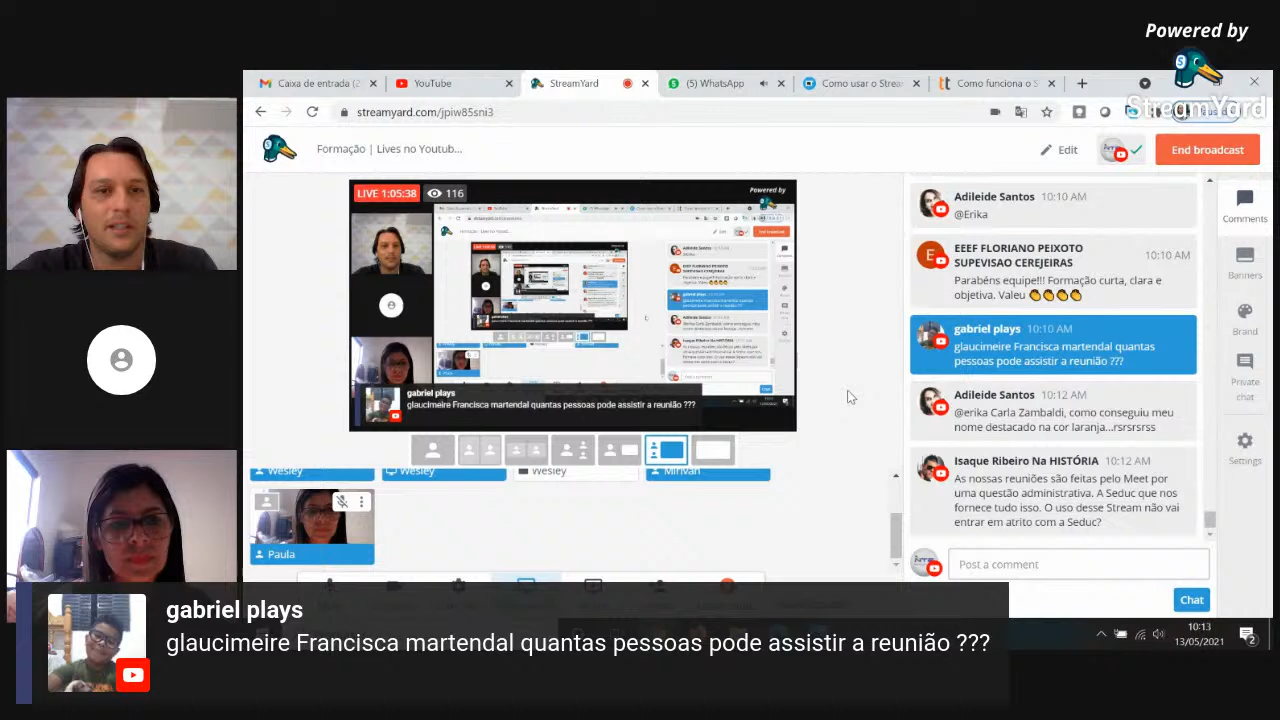 Powered by
StreamYard
Caixa de entrada (2
YouTube
StreamYard
(5) WhatsApp
Como usar o Strea
Como funciona o S
streamyard.com/jpiw85sni3
Formação | Lives no Youtub...
Edit
End broadcast
LIVE 1:05:38
116
Powered by
gabriel plays
glaucimeire Francisca martendal quantas pessoas pode assistir a reunião ???
Wesley
Wesley
Wesley
Mirivan
Paula
Adileide Santos 10:10 AM
@Erika
EEF FLORIANO PEIXOTO
SUPEVISAO CEREEIRAS 10:10 AM
Parabéns equipe! Formação curta, clara e
objetiva. Valeu
gabriel plays 10:10 AM
glaucimeire Francisca martendal quantas
pessoas pode assistir a reunião ???
Adileide Santos 10:12 AM
@erika Carla Zambaldi, como conseguiu meu
nome destacado na cor laranja...rsrsrsrss
Isaque Ribeiro Na HISTÓRIA 10:12 AM
As nossas reuniões são feitas pelo Meet por
uma questão administrativa. A Seduc que nos
fornece tudo isso. O uso desse Stream não vai
entrar em atrito com a Seduc?
Post a comment
Chat
Comments
Banners
Brand
Private
chat
Settings
10:13
13/05/2021
2
gabriel plays
glaucimeire Francisca martendal quantas pessoas pode assistir a reunião ???